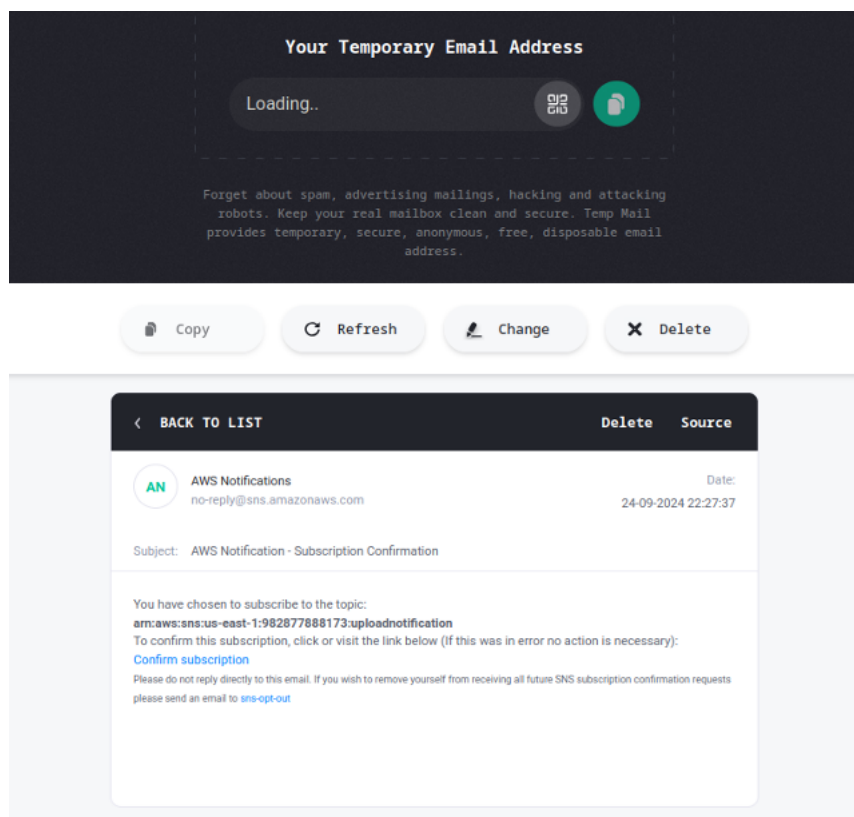 Your Temporary Email Address
Loading..
Forget about spam, advertising mailings, hacking and attacking
robots. Keep your real mailbox clean and secure. Temp Mail
provides temporary, secure, anonymous, free, disposable email
address.
Copy Refresh Change Delete
BACK TO LIST Delete Source
AN AWS Notifications Date:
no-reply@sns.amazonaws.com 24-09-2024 22:27:37
Subject: AWS Notification - Subscription Confirmation
You have chosen to subscribe to the topic:
arn:aws:sns:us-east-1:982877888173:uploadnotification
To confirm this subscription, click or visit the link below (If this was in error no action is necessary):
Confirm subscription
Please do not reply directly to this email. If you wish to remove yourself from receiving all future SNS subscription confirmation requests
please send an email to sns-opt-out